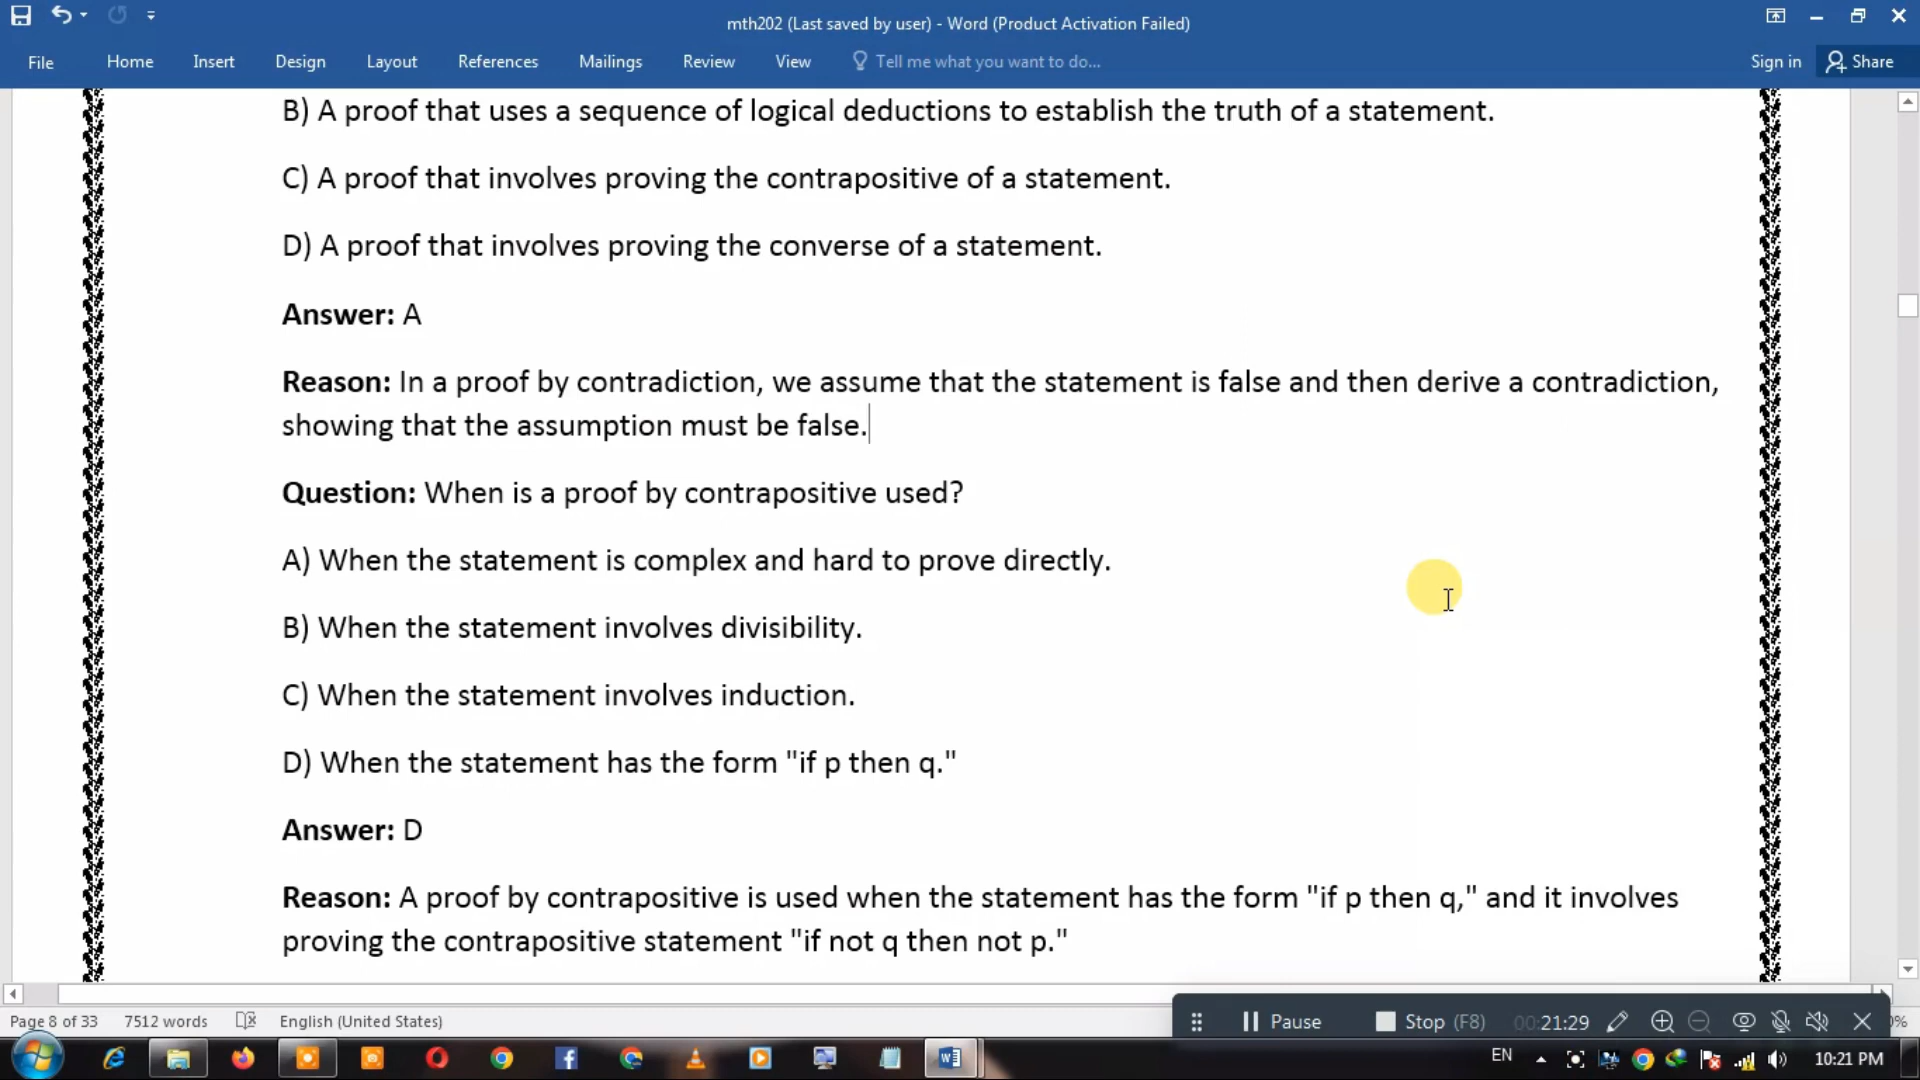 mth202 (Last saved by user) - Word (Product Activation Failed)
File Home Insert Design Layout References Mailings Review View Tell me what you want to do... Sign in Share
B) A proof that uses a sequence of logical deductions to establish the truth of a statement.
C) A proof that involves proving the contrapositive of a statement.
D) A proof that involves proving the converse of a statement.
Answer: A
Reason: In a proof by contradiction, we assume that the statement is false and then derive a contradiction,
showing that the assumption must be false.
Question: When is a proof by contrapositive used?
A) When the statement is complex and hard to prove directly.
B) When the statement involves divisibility.
C) When the statement involves induction.
D) When the statement has the form "if p then q."
Answer: D
Reason: A proof by contrapositive is used when the statement has the form "if p then q," and it involves
proving the contrapositive statement "if not q then not p."
Page 8 of 33 7512 words English (United States) Pause Stop (F8) 00:21:29 0%
EN 10:21 PM